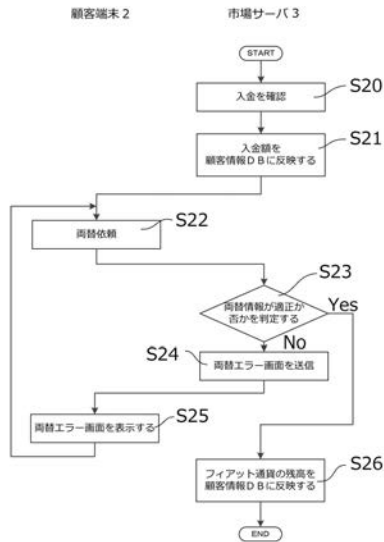 顧客端末2
市場サーバ3
START
入金を確認
S20
入金額を
顧客情報DBに反映する
S21
両替依頼
S22
両替情報が適正か
否かを判定する
S23
Yes
No
両替エラー画面を送信
S24
両替エラー画面を表示する
S25
フィアット通貨の残高を
顧客情報DBに反映する
S26
END